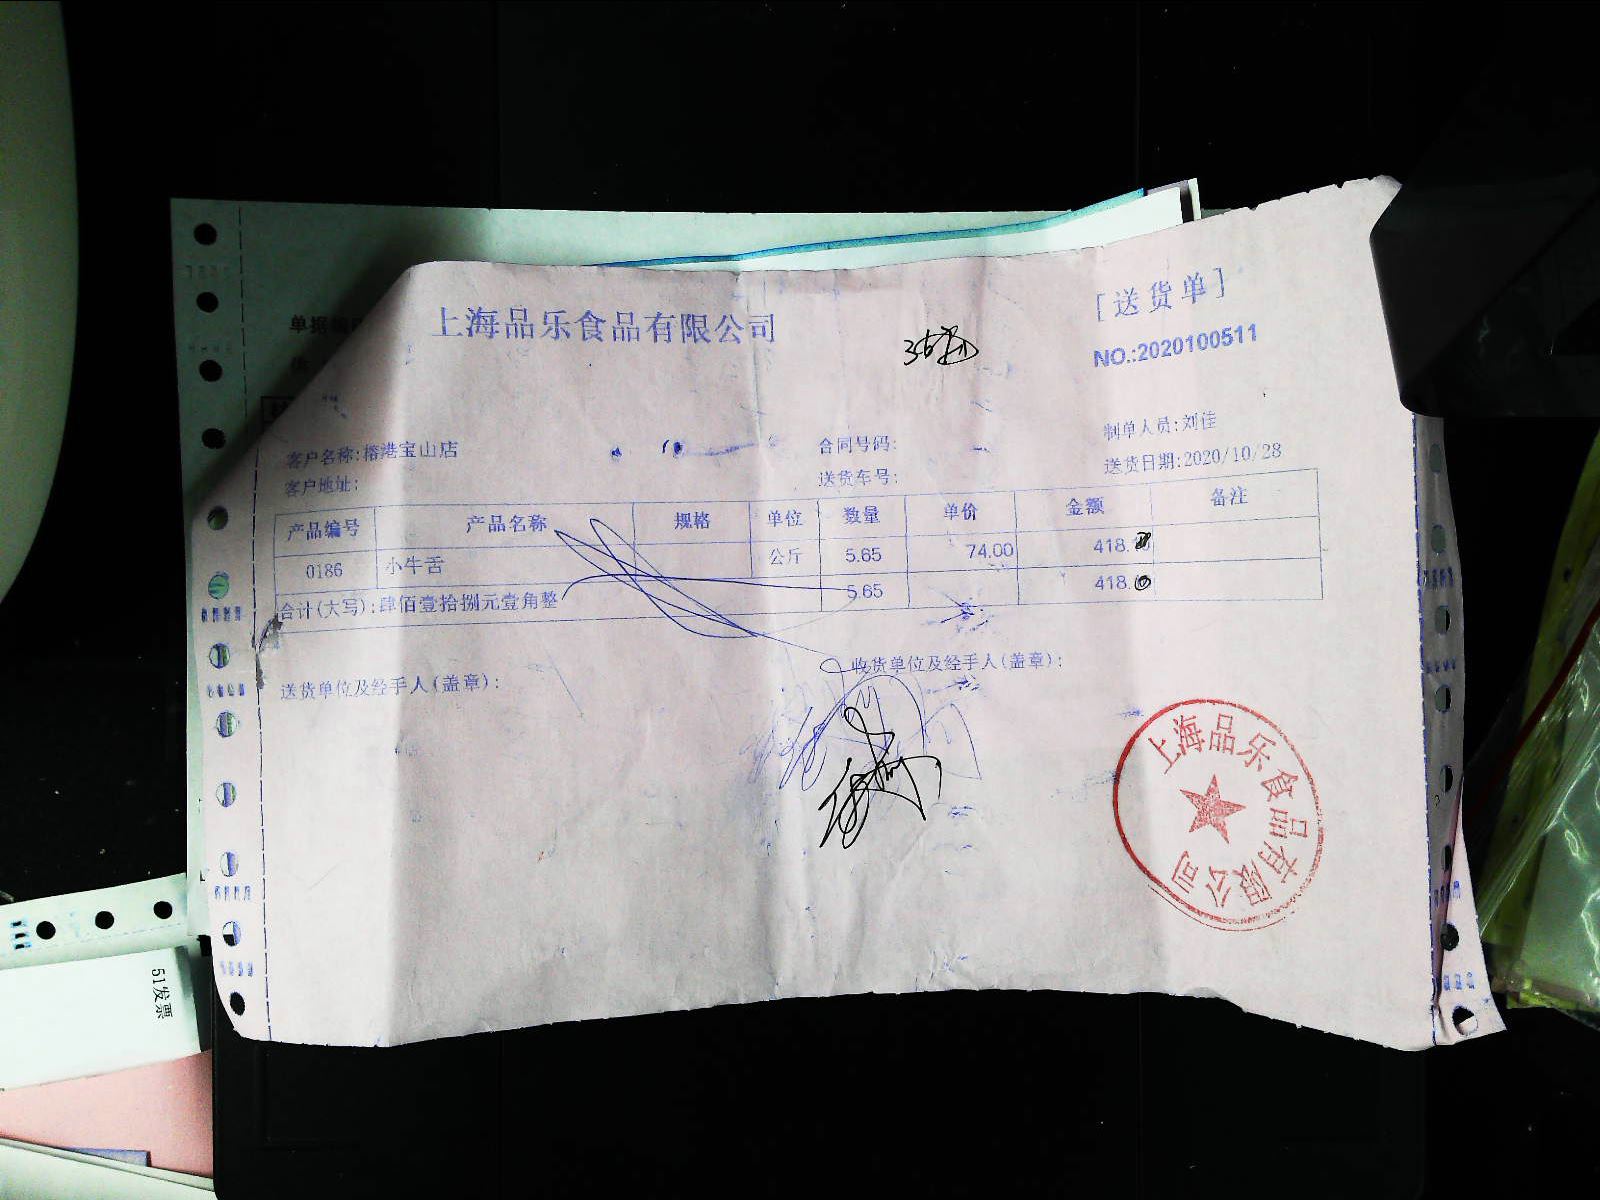 上海品乐食品有限公司
[送货单]
NO.:2020100511
单据编
客户名称:榕港宝山店
合同号码:
制单人员:刘佳
客户地址:
送货车号:
送货日期:2020/10/28
产品编号 产品名称 规格 单位 数量 单价 金额 备注
0186 小牛舌 公斤 5.65 74.00 418.
合计(大写):肆佰壹拾捌元壹角整 5.65 418.
送货单位及经手人(盖章):
收货单位及经手人(盖章):
上海品乐食品有限公司
51发票